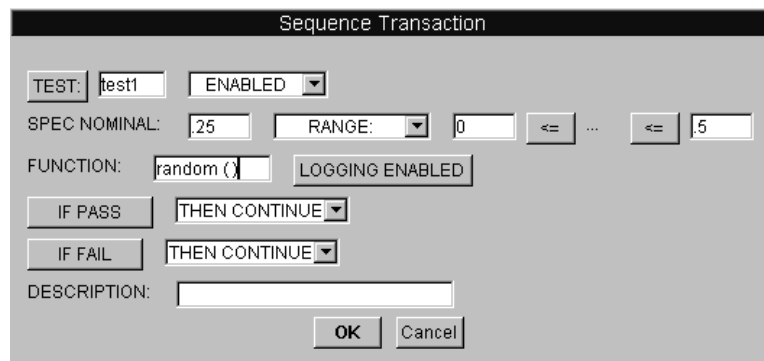 Sequence Transaction
TEST: test1 ENABLED
SPEC NOMINAL: .25 RANGE: 0 <= ... <= .5
FUNCTION: random () LOGGING ENABLED
IF PASS THEN CONTINUE
IF FAIL THEN CONTINUE
DESCRIPTION:
OK Cancel